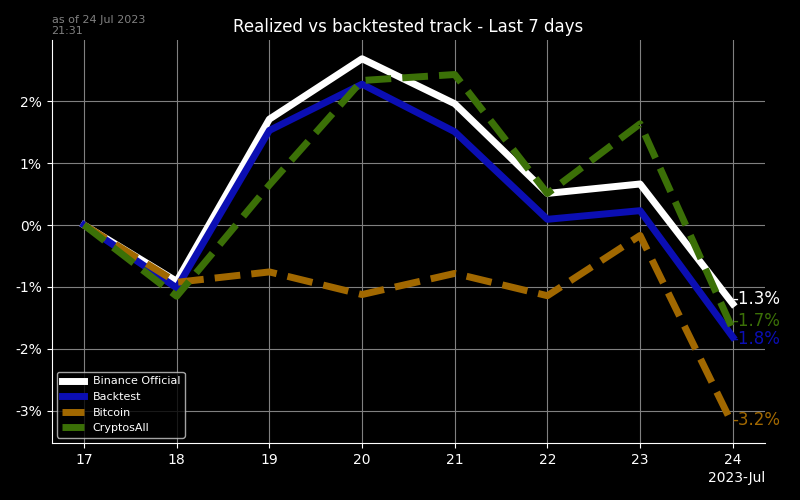 as of 24 Jul 2023
21:31
Realized vs backtested track - Last 7 days
2%
1%
0%
-1%
-2%
-3%
-1.3%
-1.7%
-1.8%
-3.2%
Binance Official
Backtest
Bitcoin
CryptosAll
17 18 19 20 21 22 23 24
2023-Jul